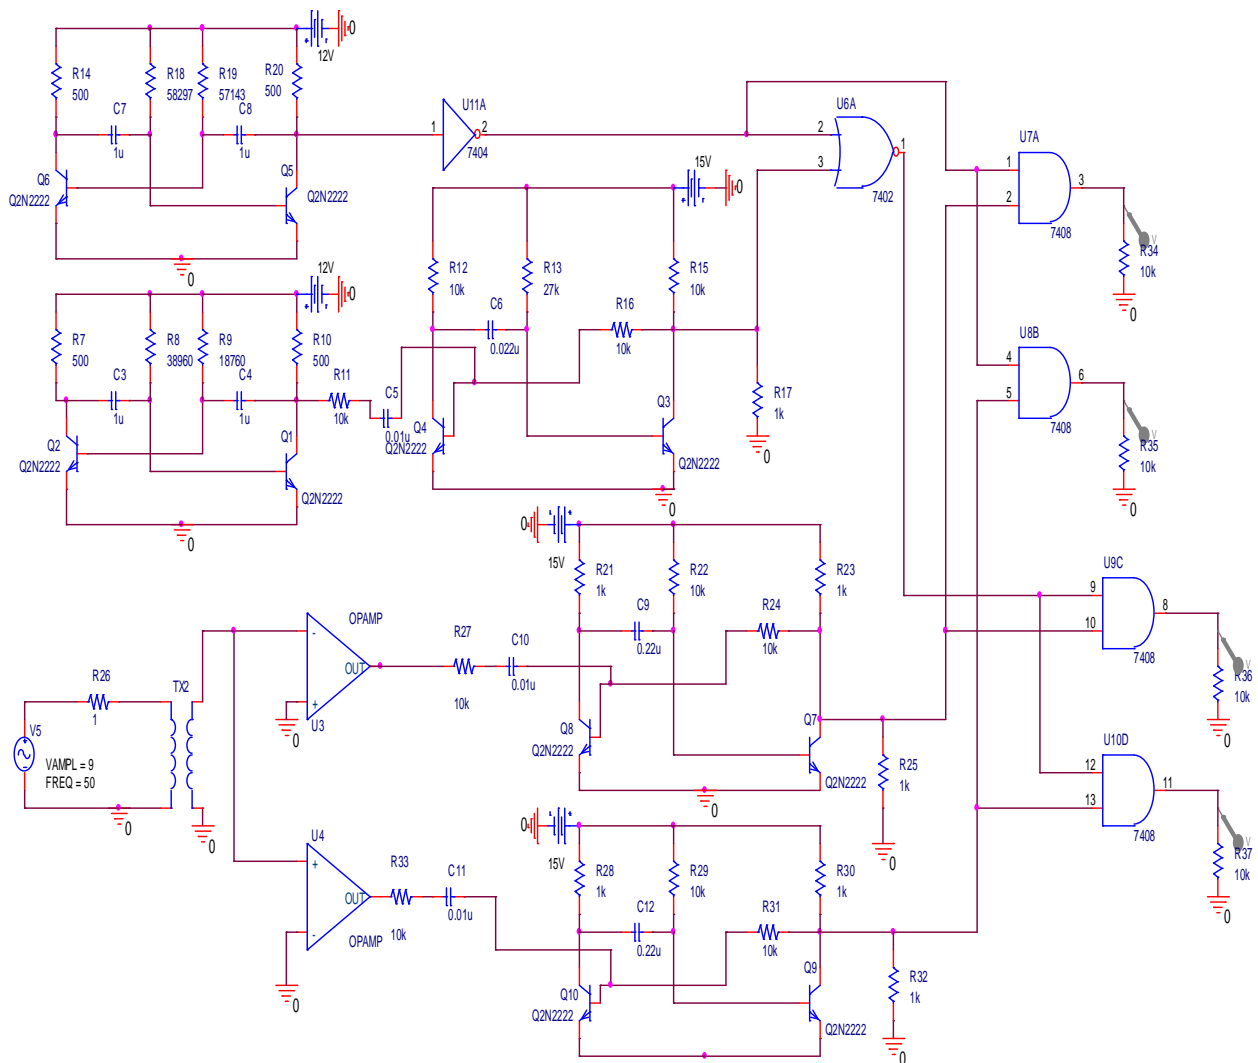 R14
500
R18
58297
R19
57143
R20
500
12V
0
C7
1u
C8
1u
Q6
Q2N2222
Q5
Q2N2222
0
U11A
1
2
7404
U6A
2
3
1
7402
U7A
1
2
3
7408
V
R34
10k
0
15V
0
R12
10k
R13
27k
R15
10k
C6
0.022u
R16
10k
R17
1k
0
Q4
Q2N2222
Q3
Q2N2222
0
12V
0
R7
500
R8
38960
R9
18760
R10
500
C3
1u
C4
1u
R11
10k
C5
0.01u
Q2
Q2N2222
Q1
Q2N2222
0
U8B
4
5
6
7408
V
R35
10k
0
0
15V
R21
1k
R22
10k
R23
1k
C9
0.22u
R24
10k
Q8
Q2N2222
Q7
Q2N2222
R25
1k
0
0
U9C
9
10
8
7408
V
R36
10k
0
OPAMP
-
+
OUT
U3
0
R27
10k
C10
0.01u
R26
1
TX2
V5
VAMPL = 9
FREQ = 50
0
0
U4
+
-
OUT
OPAMP
0
R33
10k
C11
0.01u
0
15V
R28
1k
R29
10k
R30
1k
C12
0.22u
R31
10k
Q10
Q2N2222
Q9
Q2N2222
R32
1k
0
U10D
12
13
11
7408
V
R37
10k
0